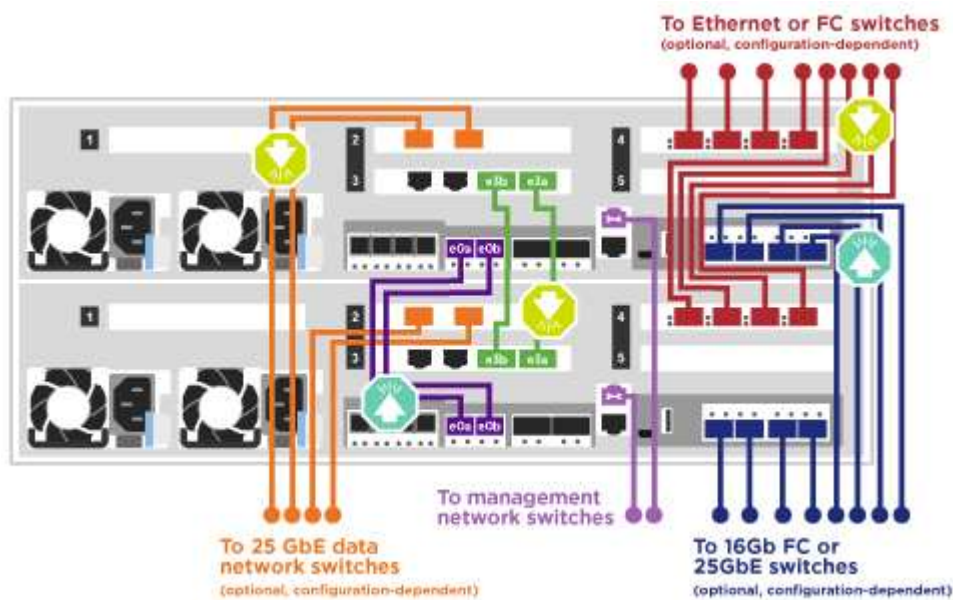 To Ethernet or FC switches
(optional, configuration-dependent)
1
2
4
3
e3b
e3a
5
e0a
e0b
1
2
4
3
e3b
e3a
5
e0a
e0b
To management
network switches
To 25 GbE data
network switches
(optional, configuration-dependent)
To 16Gb FC or
25GbE switches
(optional, configuration-dependent)